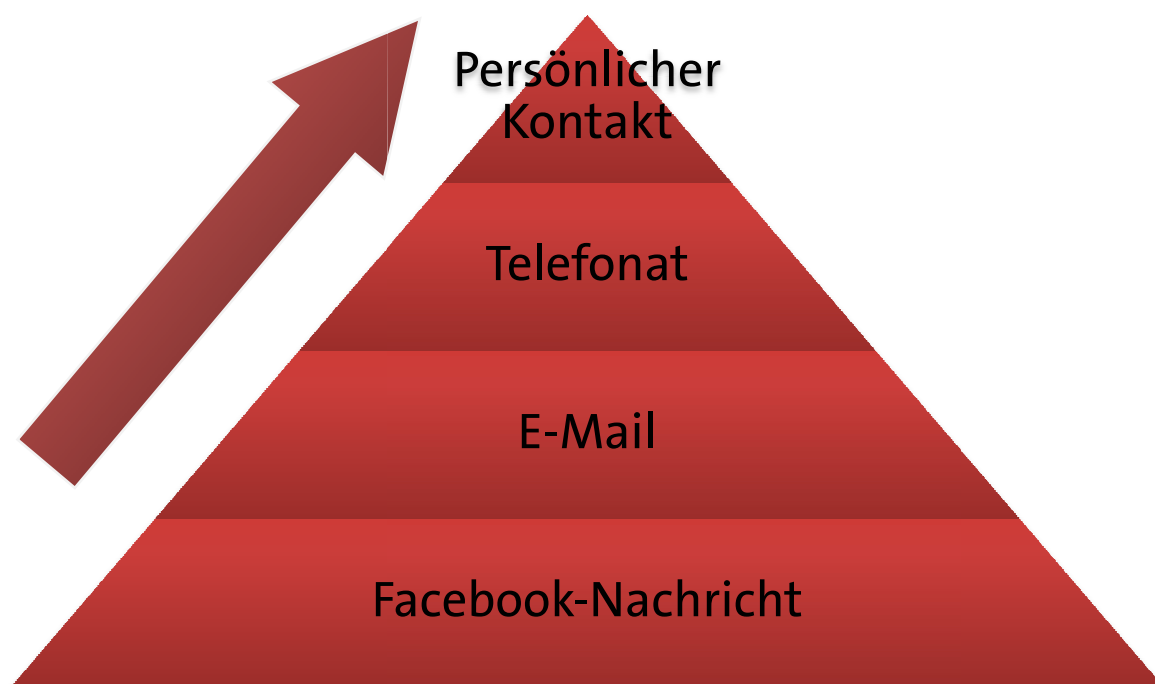 Persönlicher
Kontakt
Telefonat
E-Mail
Facebook-Nachricht